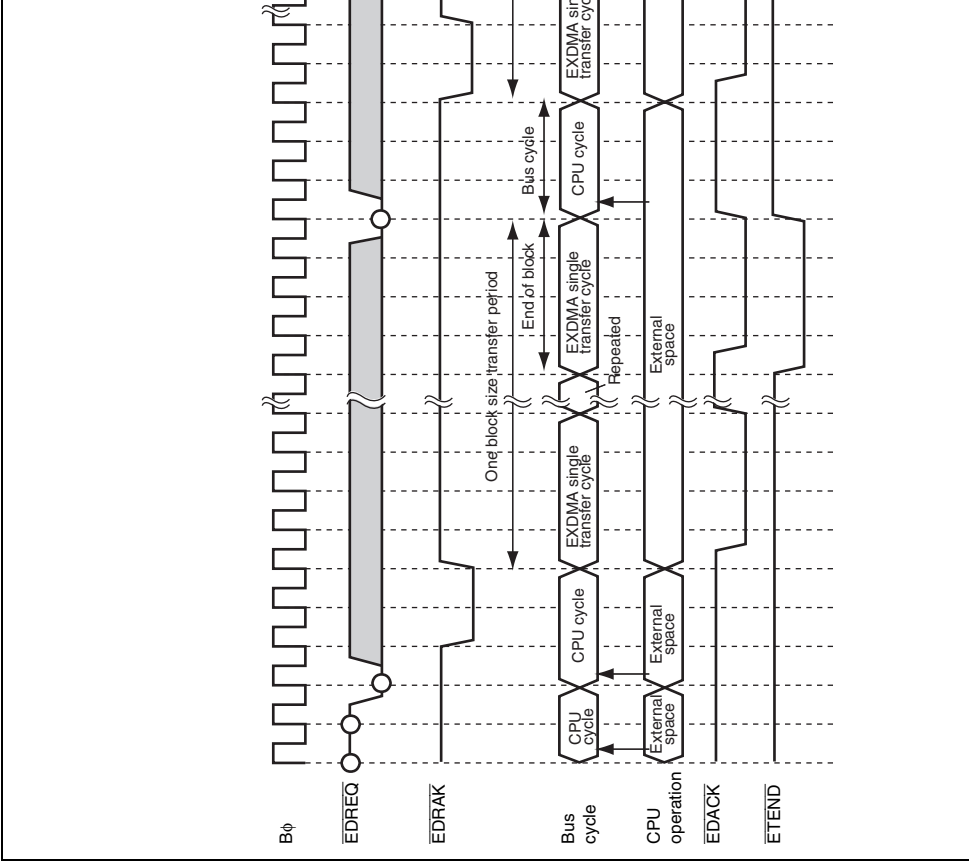 Bφ
EDREQ
EDRAK
One block size transfer period
End of block
Bus cycle
Bus
cycle
CPU
cycle
CPU cycle
EXDMA single
transfer cycle
Repeated
EXDMA single
transfer cycle
CPU cycle
EXDMA
transfer
CPU
operation
External
space
External
space
External
space
EDACK
ETEND